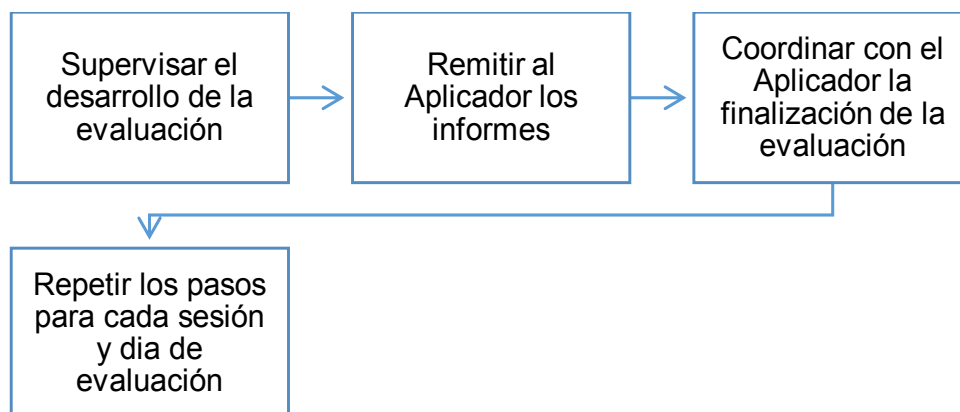 Supervisar el
desarrollo de la
evaluación
Remitir al
Aplicador los
informes
Coordinar con el
Aplicador la
finalización de la
evaluación
Repetir los pasos
para cada sesión
y dia de
evaluación